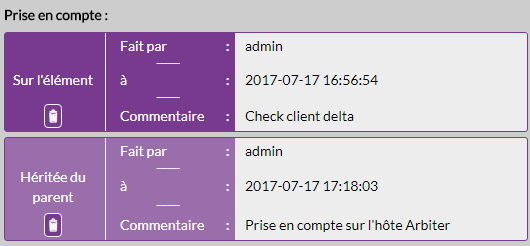 Prise en compte :
Sur l'élément
Fait par : admin
à : 2017-07-17 16:56:54
Commentaire : Check client delta
Héritée du parent
Fait par : admin
à : 2017-07-17 17:18:03
Commentaire : Prise en compte sur l'hôte Arbiter